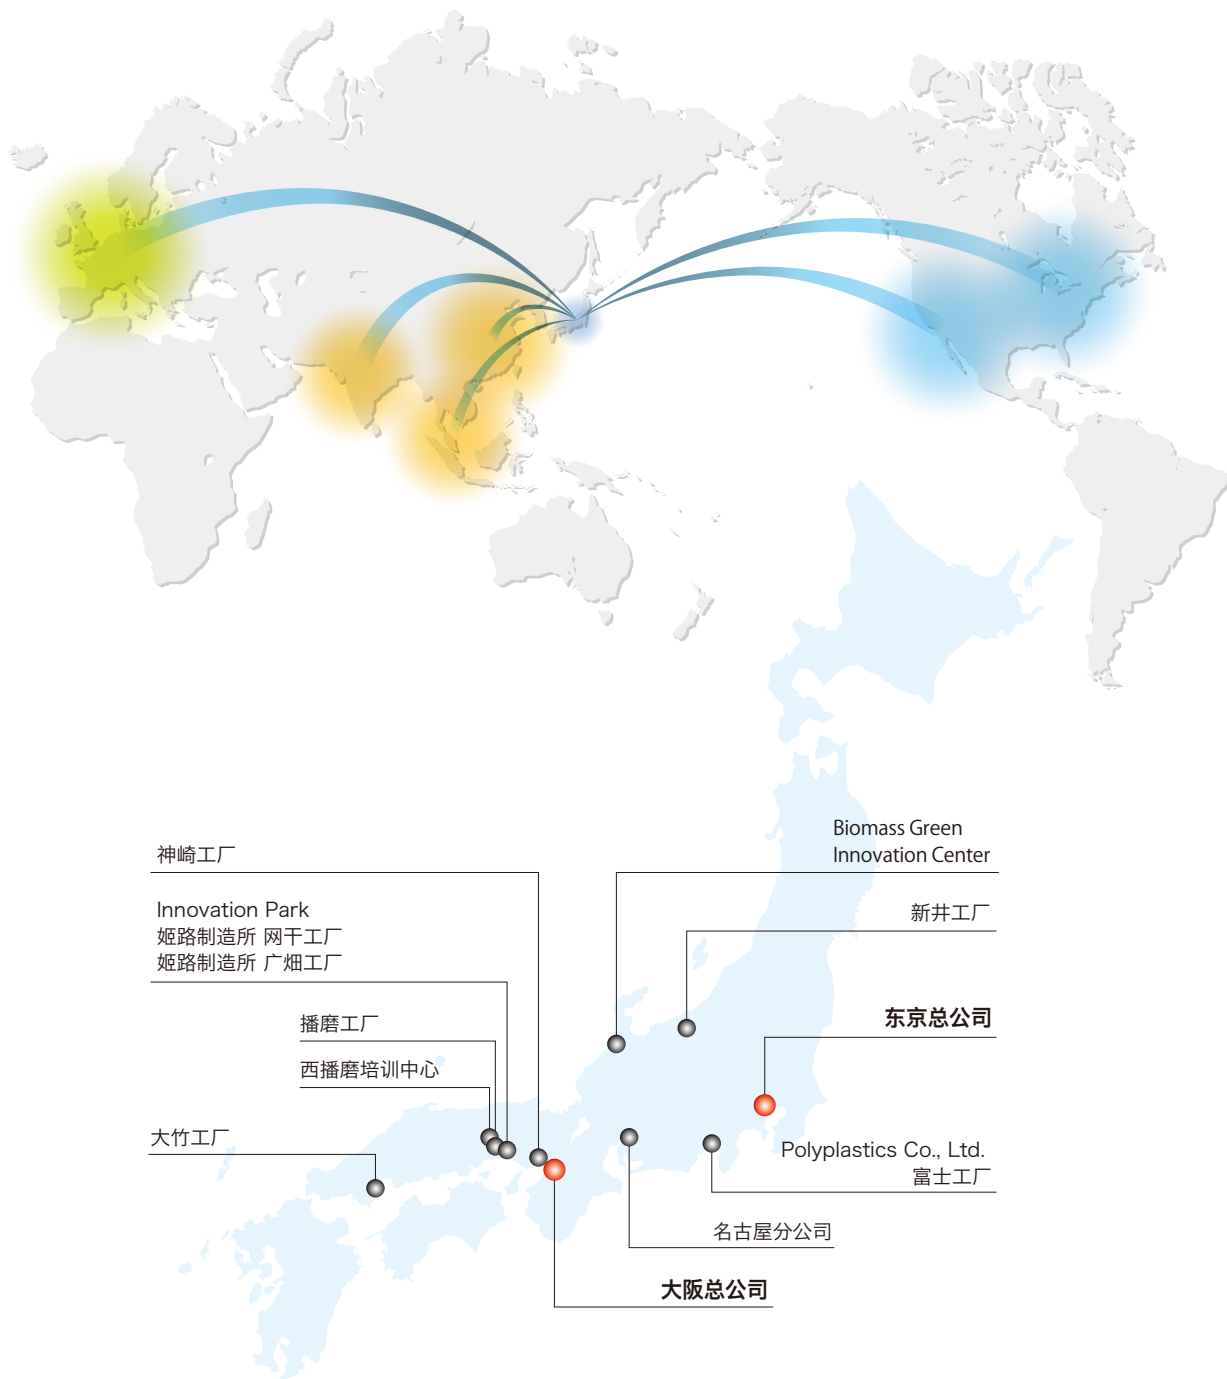 Biomass Green
Innovation Center
神崎工厂
Innovation Park
姫路制造所 网干工厂
姫路制造所 广畑工厂
新井工厂
东京总公司
播磨工厂
西播磨培训中心
大竹工厂
Polyplastics Co., Ltd.
富士工厂
名古屋分公司
大阪总公司